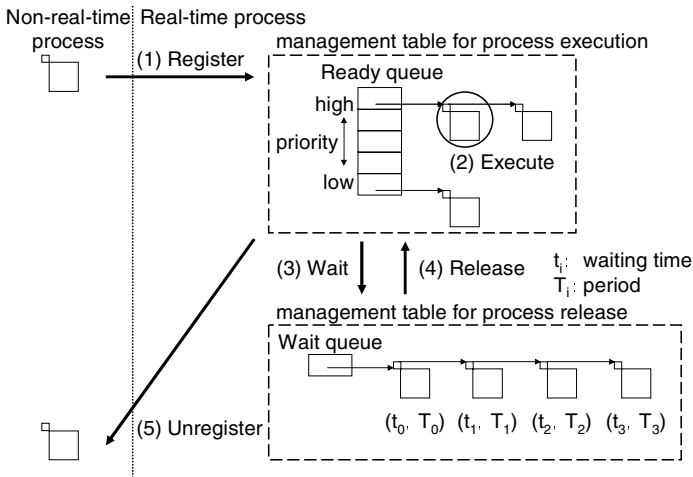 Non-real-time process
Real-time process
(1) Register
management table for process execution
Ready queue
high
priority
low
(2) Execute
(3) Wait
(4) Release
tᵢ: waiting time
Tᵢ: period
management table for process release
Wait queue
(t₀, T₀) (t₁, T₁) (t₂, T₂) (t₃, T₃)
(5) Unregister